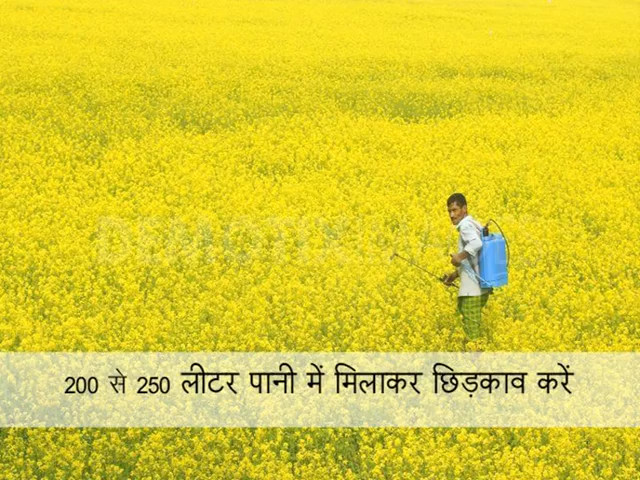 200 से 250 लीटर पानी में मिलाकर छिड़काव करें